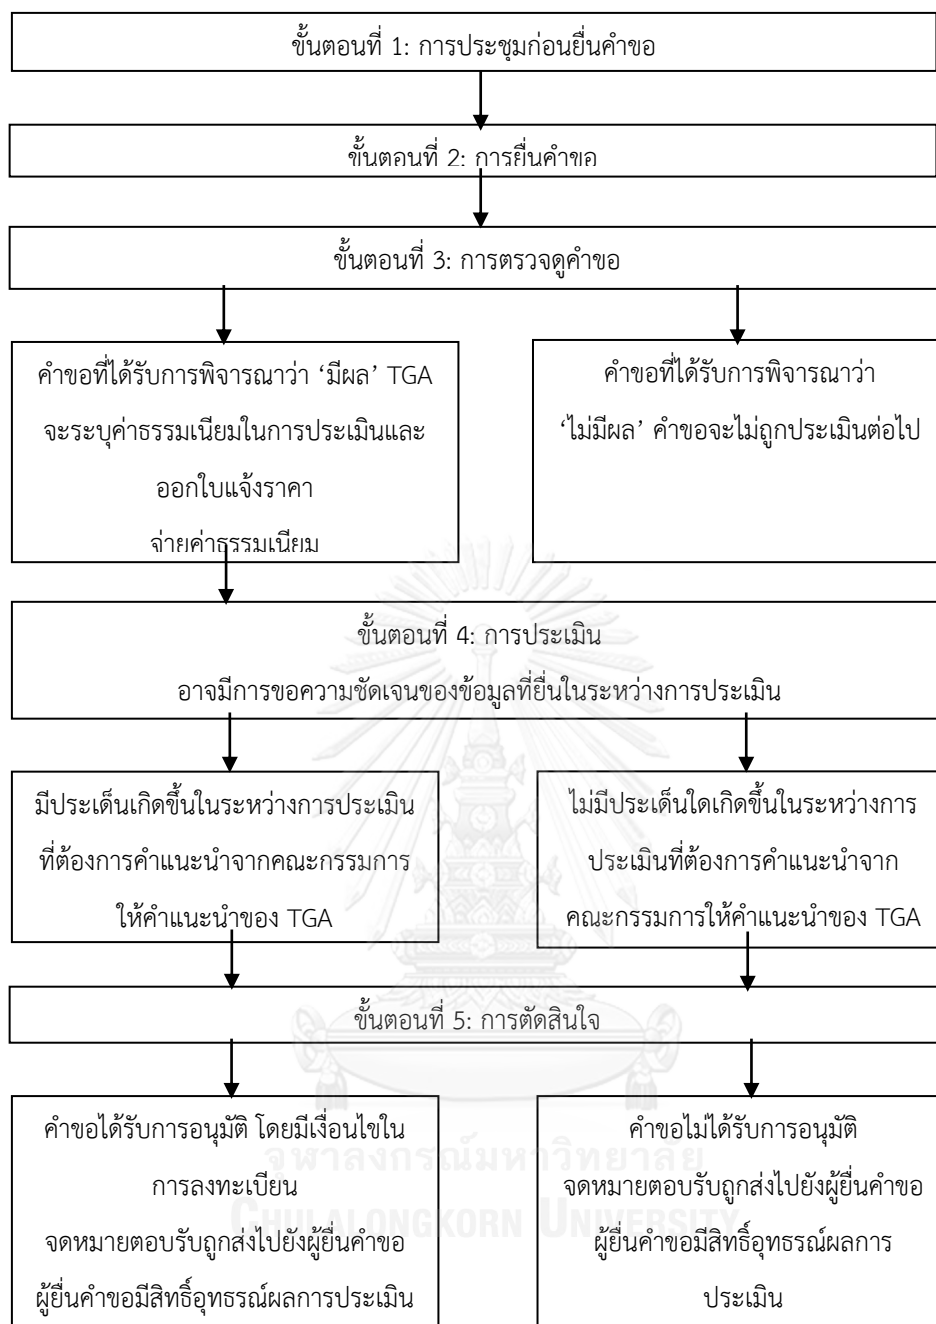 ขั้นตอนที่ 1: การประชุมก่อนยื่นคำขอ
ขั้นตอนที่ 2: การยื่นคำขอ
ขั้นตอนที่ 3: การตรวจดูคำขอ
คำขอที่ได้รับการพิจารณาว่า ‘มีผล’ TGA
จะระบุค่าธรรมเนียมในการประเมินและ
ออกใบแจ้งราคา
จ่ายค่าธรรมเนียม
คำขอที่ได้รับการพิจารณาว่า
‘ไม่มีผล’ คำขอจะไม่ถูกประเมินต่อไป
ขั้นตอนที่ 4: การประเมิน
อาจมีการขอความชัดเจนของข้อมูลที่ยื่นในระหว่างการประเมิน
มีประเด็นเกิดขึ้นในระหว่างการประเมิน
ที่ต้องการคำแนะนำจากคณะกรรมการ
ให้คำแนะนำของ TGA
ไม่มีประเด็นใดเกิดขึ้นในระหว่างการ
ประเมินที่ต้องการคำแนะนำจาก
คณะกรรมการให้คำแนะนำของ TGA
ขั้นตอนที่ 5: การตัดสินใจ
คำขอได้รับการอนุมัติ โดยมีเงื่อนไขใน
การลงทะเบียน
จดหมายตอบรับถูกส่งไปยังผู้ยื่นคำขอ
ผู้ยื่นคำขอมีสิทธิ์อุทธรณ์ผลการประเมิน
คำขอไม่ได้รับการอนุมัติ
จดหมายตอบรับถูกส่งไปยังผู้ยื่นคำขอ
ผู้ยื่นคำขอมีสิทธิ์อุทธรณ์ผลการ
ประเมิน
จุฬาลงกรณ์มหาวิทยาลัย
CHULALONGKORN UNIVERSITY